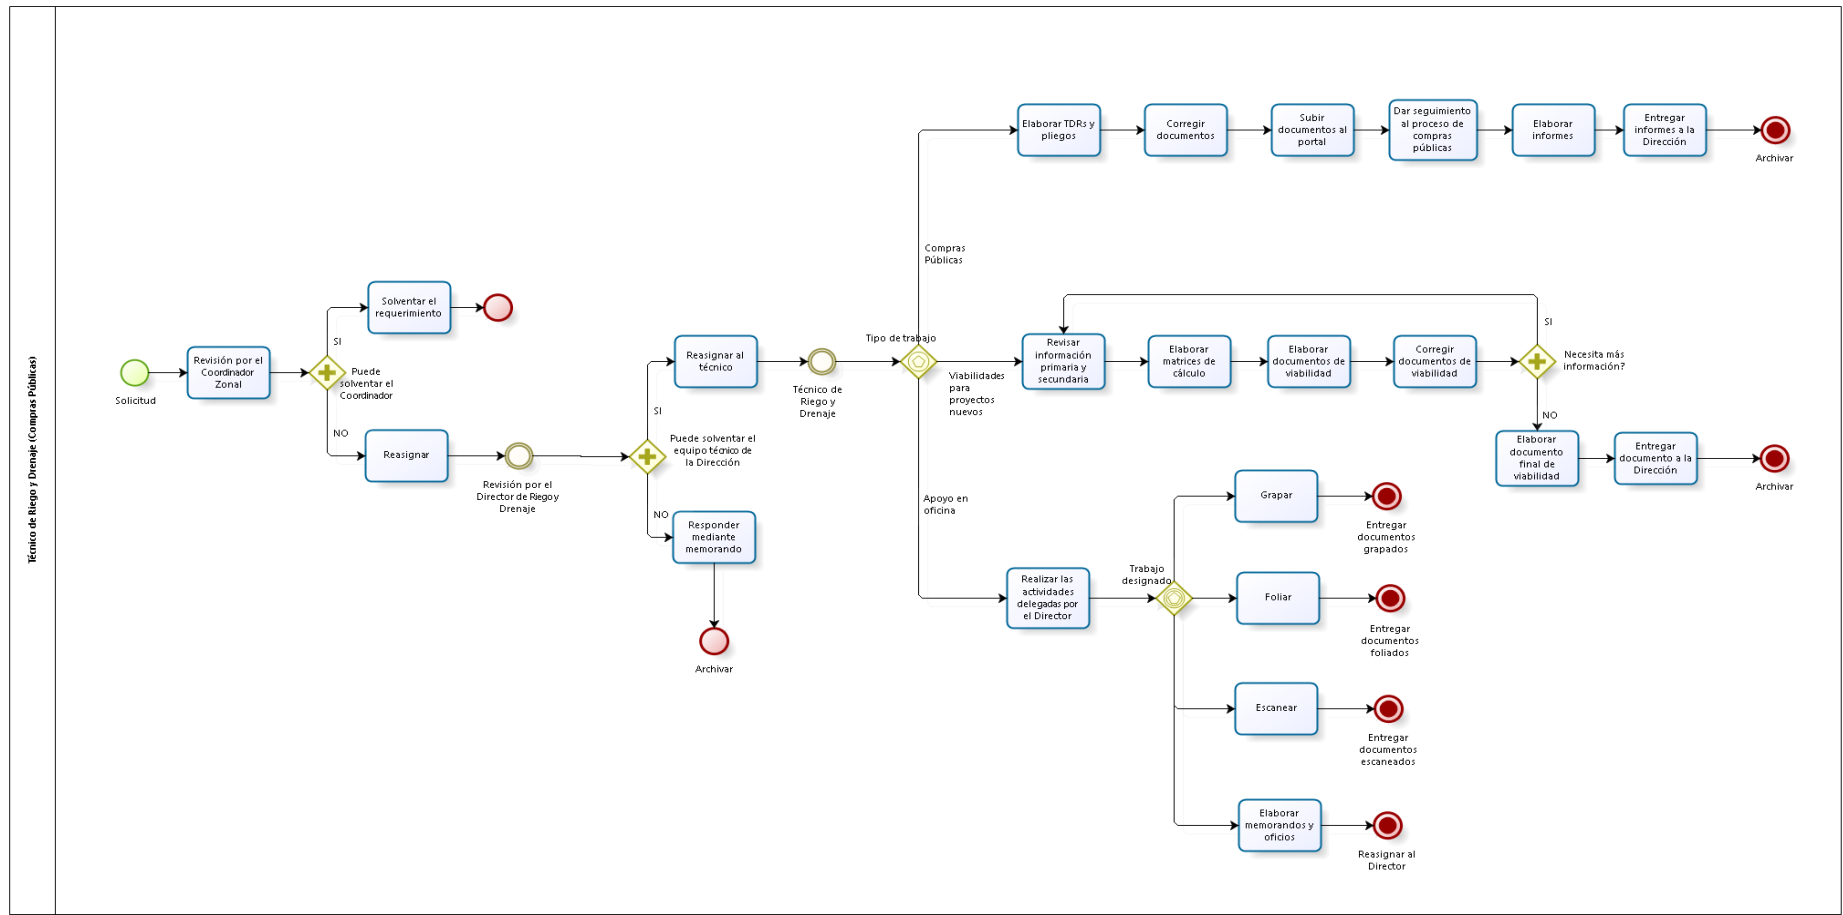 Técnico de Riego y Drenaje (Compras Públicas)
Solicitud
Revisión por el
Coordinador
Zonal
Puede
solventar el
Coordinador
SI
Solventar el
requerimiento
NO
Reasignar
Revisión por el
Director de Riego y
Drenaje
Puede solventar el
equipo técnico de
la Dirección
SI
Reasignar al
técnico
NO
Responder
mediante
memorando
Archivar
Técnico de
Riego y
Drenaje
Tipo de trabajo
Compras
Públicas
Elaborar TDRs y
pliegos
Corregir
documentos
Subir
documentos al
portal
Dar seguimiento
al proceso de
compras
públicas
Elaborar
informes
Entregar
informes a la
Dirección
Archivar
Viabilidades
para
proyectos
nuevos
Revisar
información
primaria y
secundaria
Elaborar
matrices de
cálculo
Elaborar
documentos de
viabilidad
Corregir
documentos de
viabilidad
Necesita más
información?
SI
NO
Elaborar
documento
final de
viabilidad
Entregar
documento a la
Dirección
Archivar
Apoyo en
oficina
Realizar las
actividades
delegadas por
el Director
Trabajo
designado
Grapar
Entregar
documentos
grapados
Foliar
Entregar
documentos
foliados
Escanear
Entregar
documentos
escaneados
Elaborar
memorandos y
oficios
Reasignar al
Director